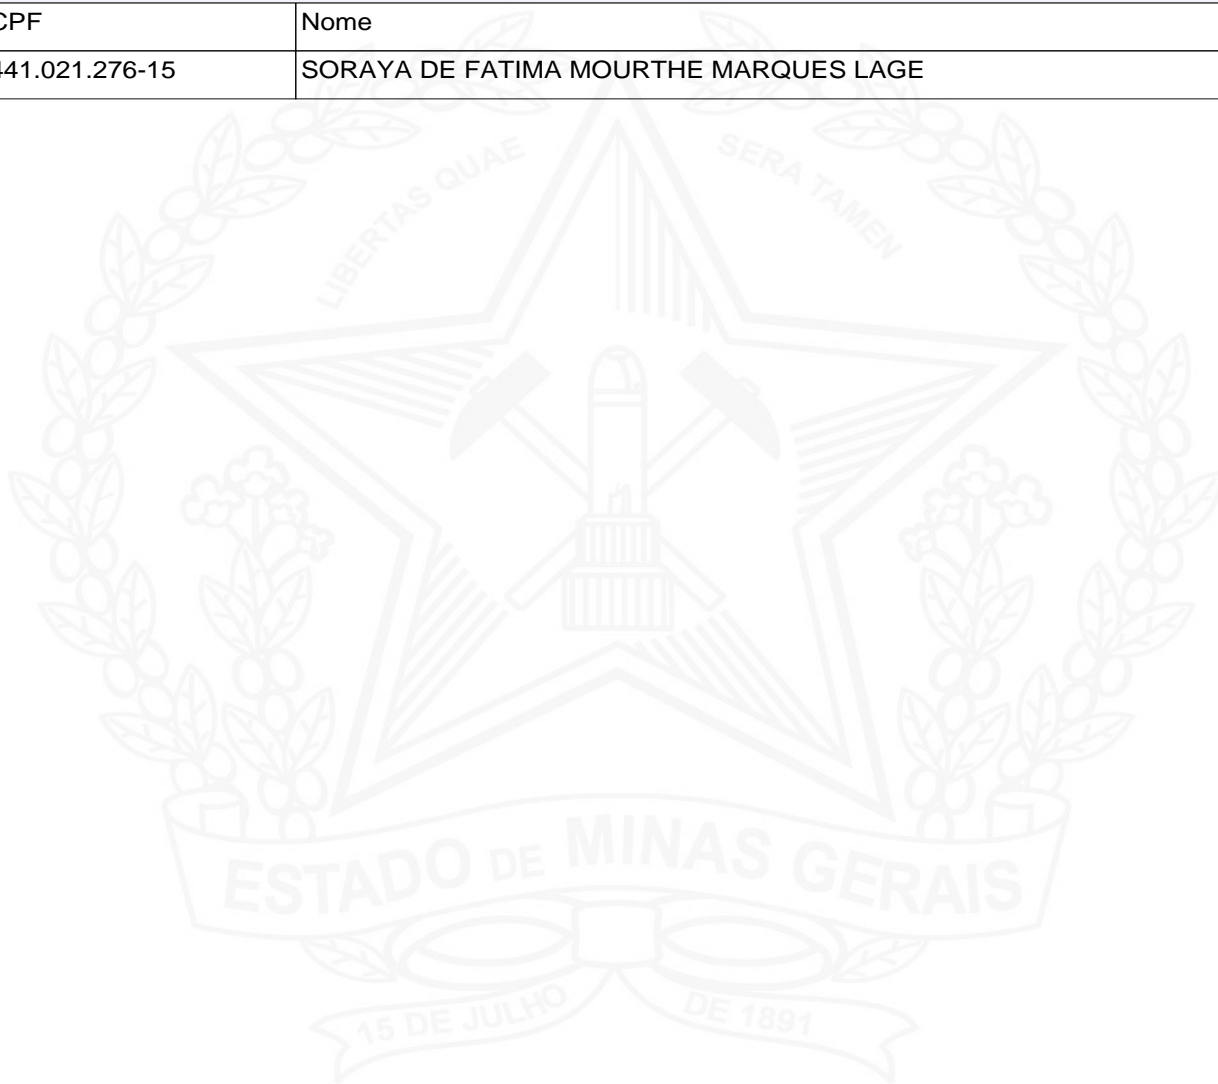 CPF Nome
441.021.276-15 SORAYA DE FATIMA MOURTHE MARQUES LAGE
LIBERTAS QUAE SERA TAMEN
ESTADO DE MINAS GERAIS
15 DE JULHO DE 1891